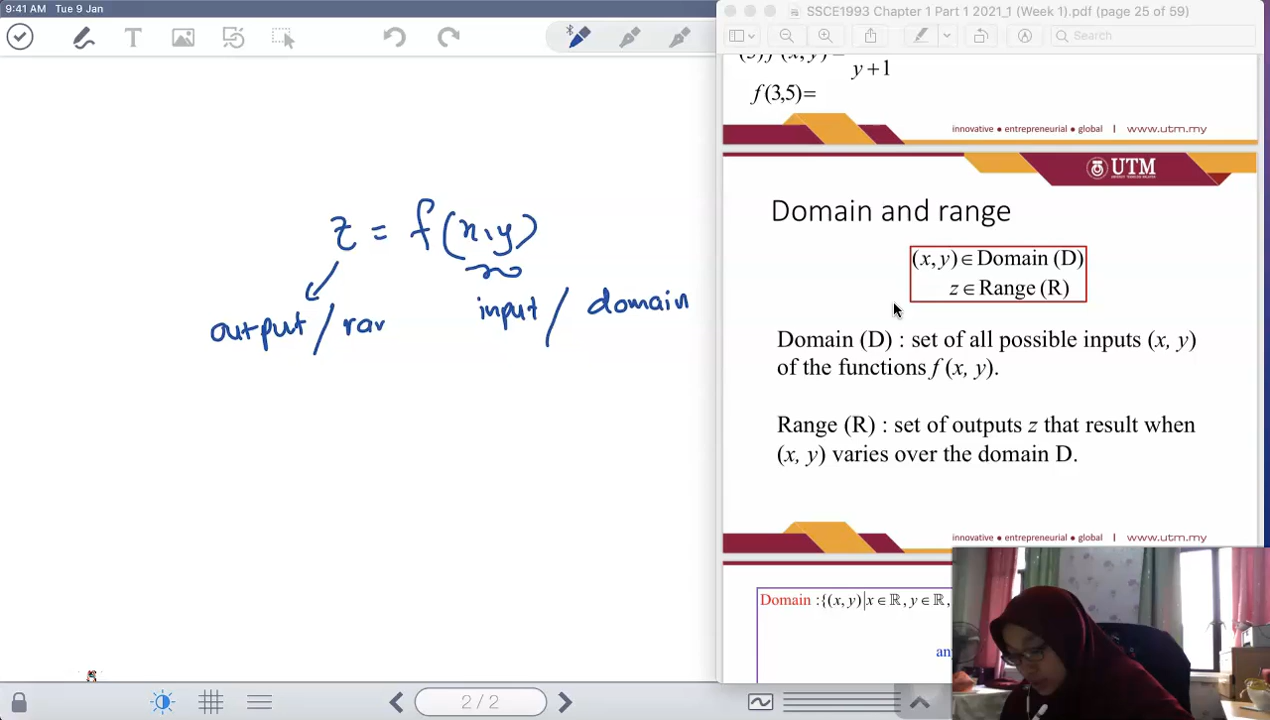 9:41 AM Tue 9 Jan
T
z = f(x,y)
output / ran
input / domain
2 / 2
SSCE1993 Chapter 1 Part 1 2021_1 (Week 1).pdf (page 25 of 59)
Search
y+1
f(3,5)=
innovative ● entrepreneurial ● global | www.utm.my
UTM
Domain and range
(x, y)∈Domain (D)
z∈Range (R)
Domain (D) : set of all possible inputs (x, y)
of the functions f (x, y).
Range (R) : set of outputs z that result when
(x, y) varies over the domain D.
innovative ● entrepreneurial ● global | www.utm.my
Domain :{(x, y)|x∈ℝ, y∈ℝ,